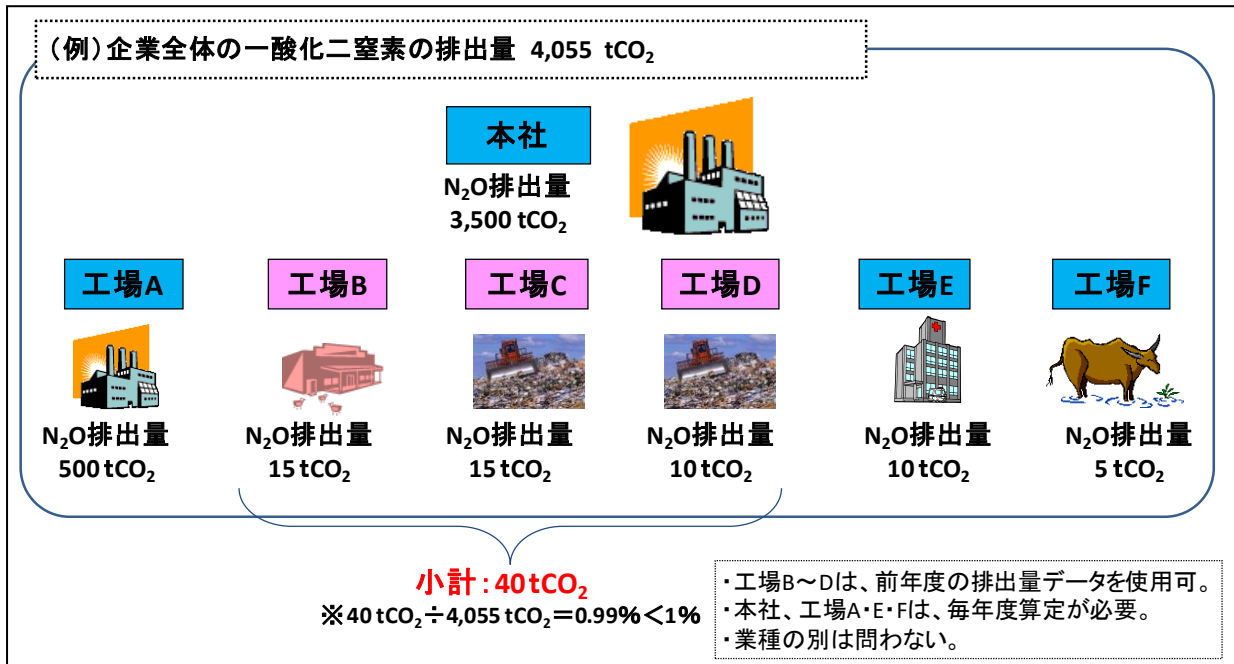 （例）企業全体の一酸化二窒素の排出量 4,055 tCO₂
本社
N₂O排出量
3,500 tCO₂
工場A
工場B
工場C
工場D
工場E
工場F
N₂O排出量
500 tCO₂
N₂O排出量
15 tCO₂
N₂O排出量
15 tCO₂
N₂O排出量
10 tCO₂
N₂O排出量
10 tCO₂
N₂O排出量
5 tCO₂
小計：40 tCO₂
※40 tCO₂÷4,055 tCO₂＝0.99%＜1%
・工場B～Dは、前年度の排出量データを使用可。
・本社、工場A・E・Fは、毎年度算定が必要。
・業種の別は問わない。